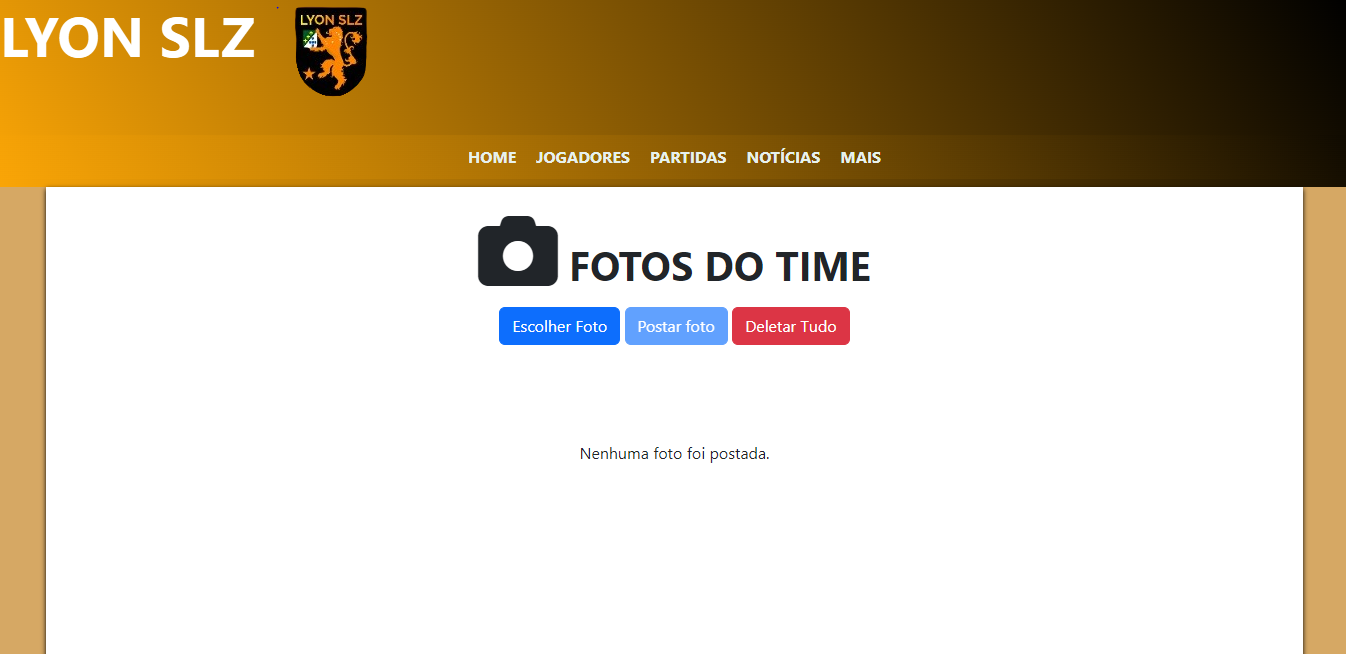 LYON SLZ
LYON SLZ
HOME JOGADORES PARTIDAS NOTÍCIAS MAIS
FOTOS DO TIME
Escolher Foto Postar foto Deletar Tudo
Nenhuma foto foi postada.